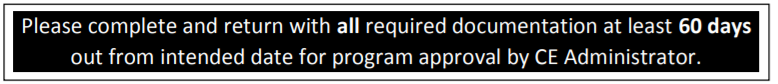 Please complete and return with all required documentation at least 60 days
out from intended date for program approval by CE Administrator.